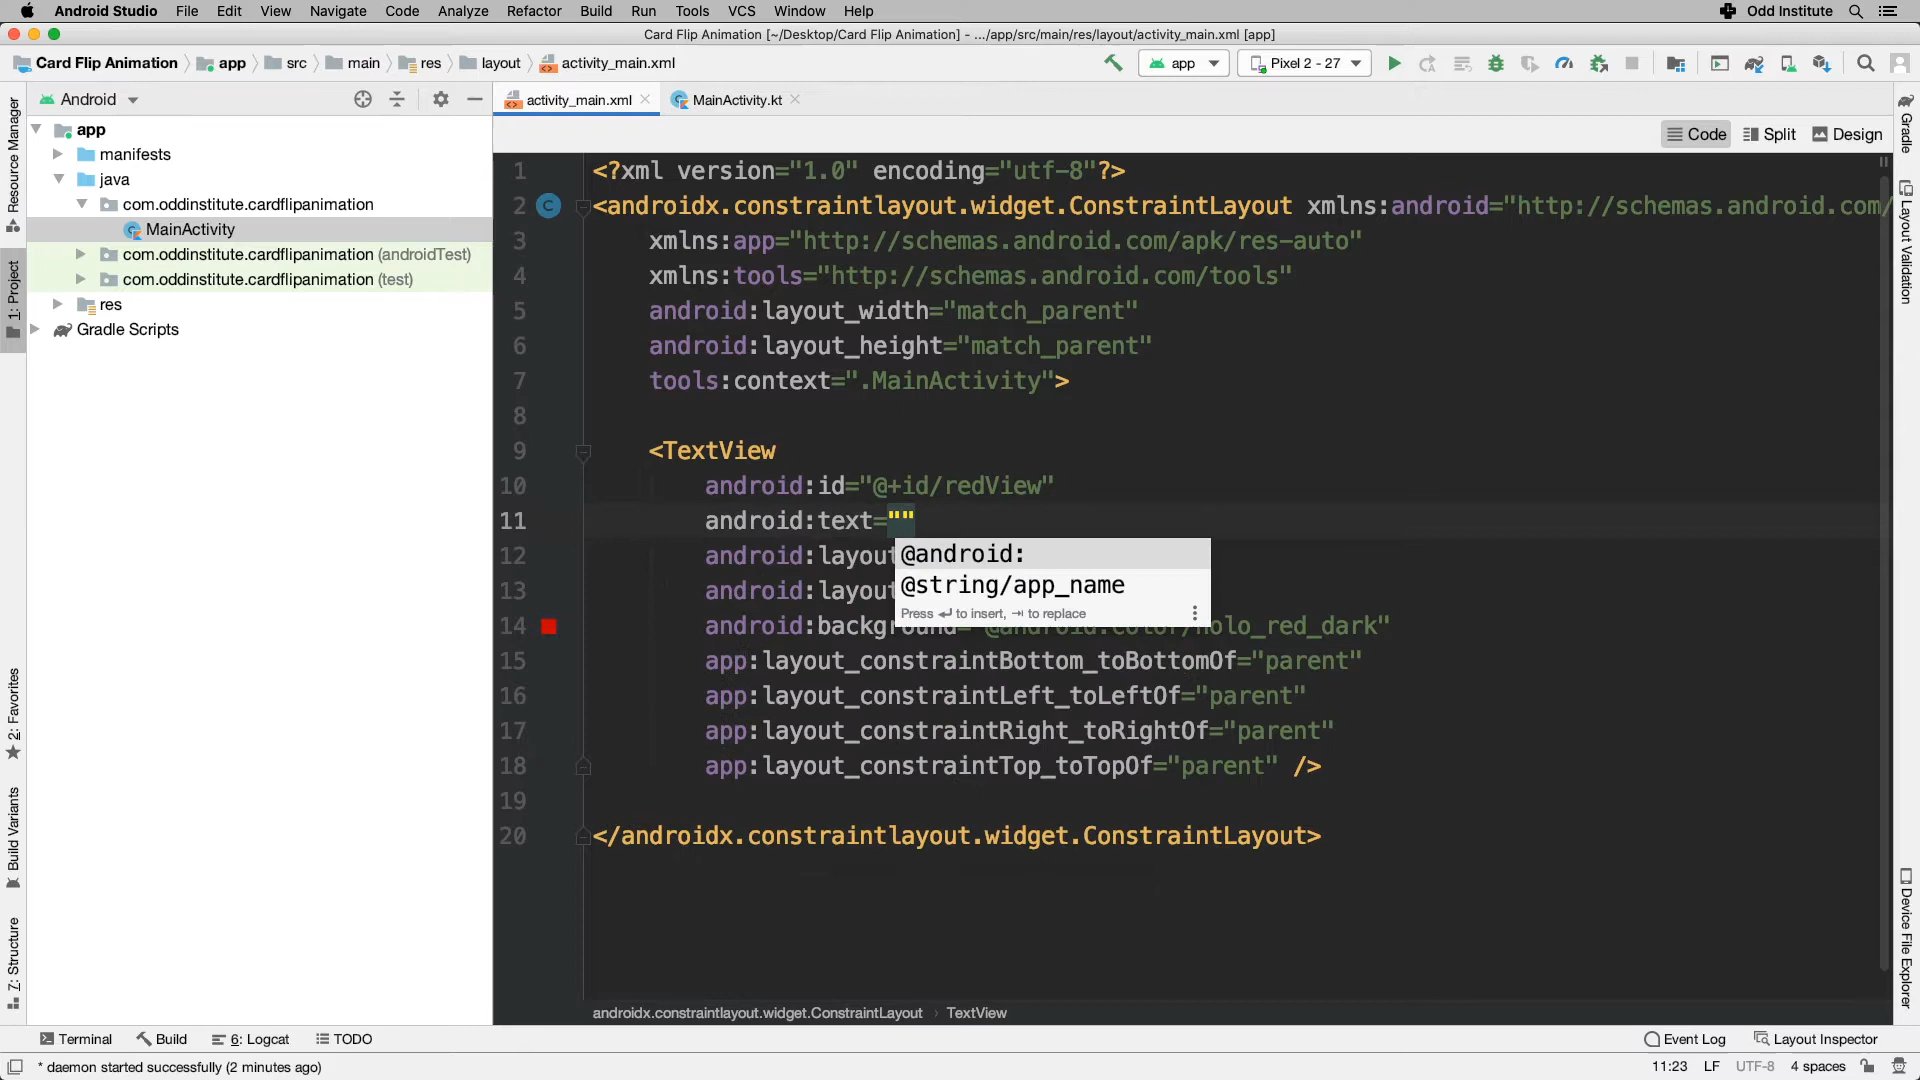 Android Studio File Edit View Navigate Code Analyze Refactor Build Run Tools VCS Window Help Odd Institute
Card Flip Animation [~/Desktop/Card Flip Animation] - .../app/src/main/res/layout/activity_main.xml [app]
Card Flip Animation app src main res layout activity_main.xml app Pixel 2 - 27
Android activity_main.xml MainActivity.kt
Code Split Design
Resource Manager
1: Project
2: Favorites
Build Variants
7: Structure
app
manifests
java
com.oddinstitute.cardflipanimation
MainActivity
com.oddinstitute.cardflipanimation (androidTest)
com.oddinstitute.cardflipanimation (test)
res
Gradle Scripts
1 <?xml version="1.0" encoding="utf-8"?>
2 C <androidx.constraintlayout.widget.ConstraintLayout xmlns:android="http://schemas.android.com/
3 xmlns:app="http://schemas.android.com/apk/res-auto"
4 xmlns:tools="http://schemas.android.com/tools"
5 android:layout_width="match_parent"
6 android:layout_height="match_parent"
7 tools:context=".MainActivity">
8
9 <TextView
10 android:id="@+id/redView"
11 android:text=""
12 android:layout
@android:
13 android:layout
@string/app_name
Press ↵ to insert, ⇥ to replace
14 android:background="@android:color/holo_red_dark"
15 app:layout_constraintBottom_toBottomOf="parent"
16 app:layout_constraintLeft_toLeftOf="parent"
17 app:layout_constraintRight_toRightOf="parent"
18 app:layout_constraintTop_toTopOf="parent" />
19
20 </androidx.constraintlayout.widget.ConstraintLayout>
androidx.constraintlayout.widget.ConstraintLayout › TextView
Gradle
Layout Validation
Device File Explorer
Terminal Build 6: Logcat TODO Event Log Layout Inspector
* daemon started successfully (2 minutes ago) 11:23 LF UTF-8 4 spaces